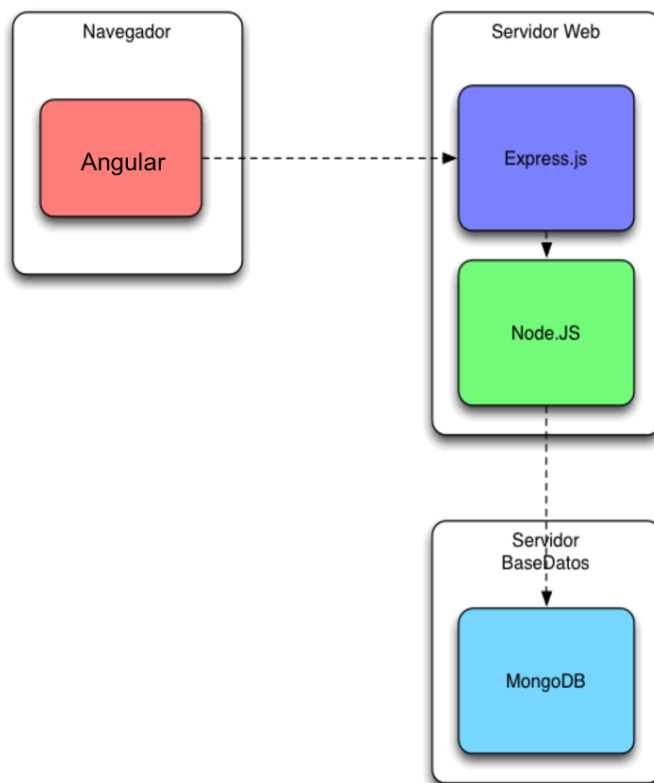 Navegador
Servidor Web
Angular
Express.js
Node.JS
Servidor
BaseDatos
MongoDB